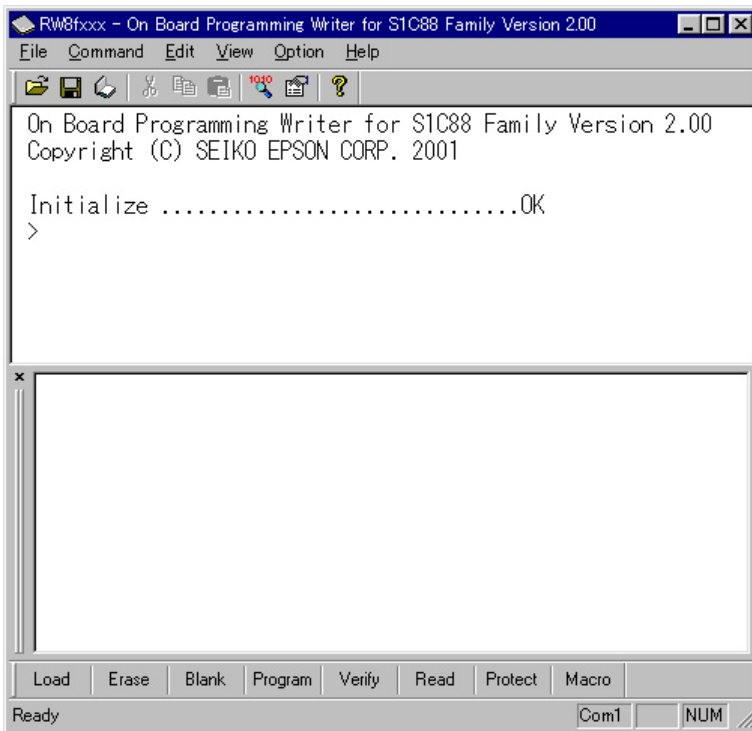 RW8fxxx - On Board Programming Writer for S1C88 Family Version 2.00
File Command Edit View Option Help
On Board Programming Writer for S1C88 Family Version 2.00
Copyright (C) SEIKO EPSON CORP. 2001
Initialize ..............................OK
>
Load Erase Blank Program Verify Read Protect Macro
Ready Com1 NUM